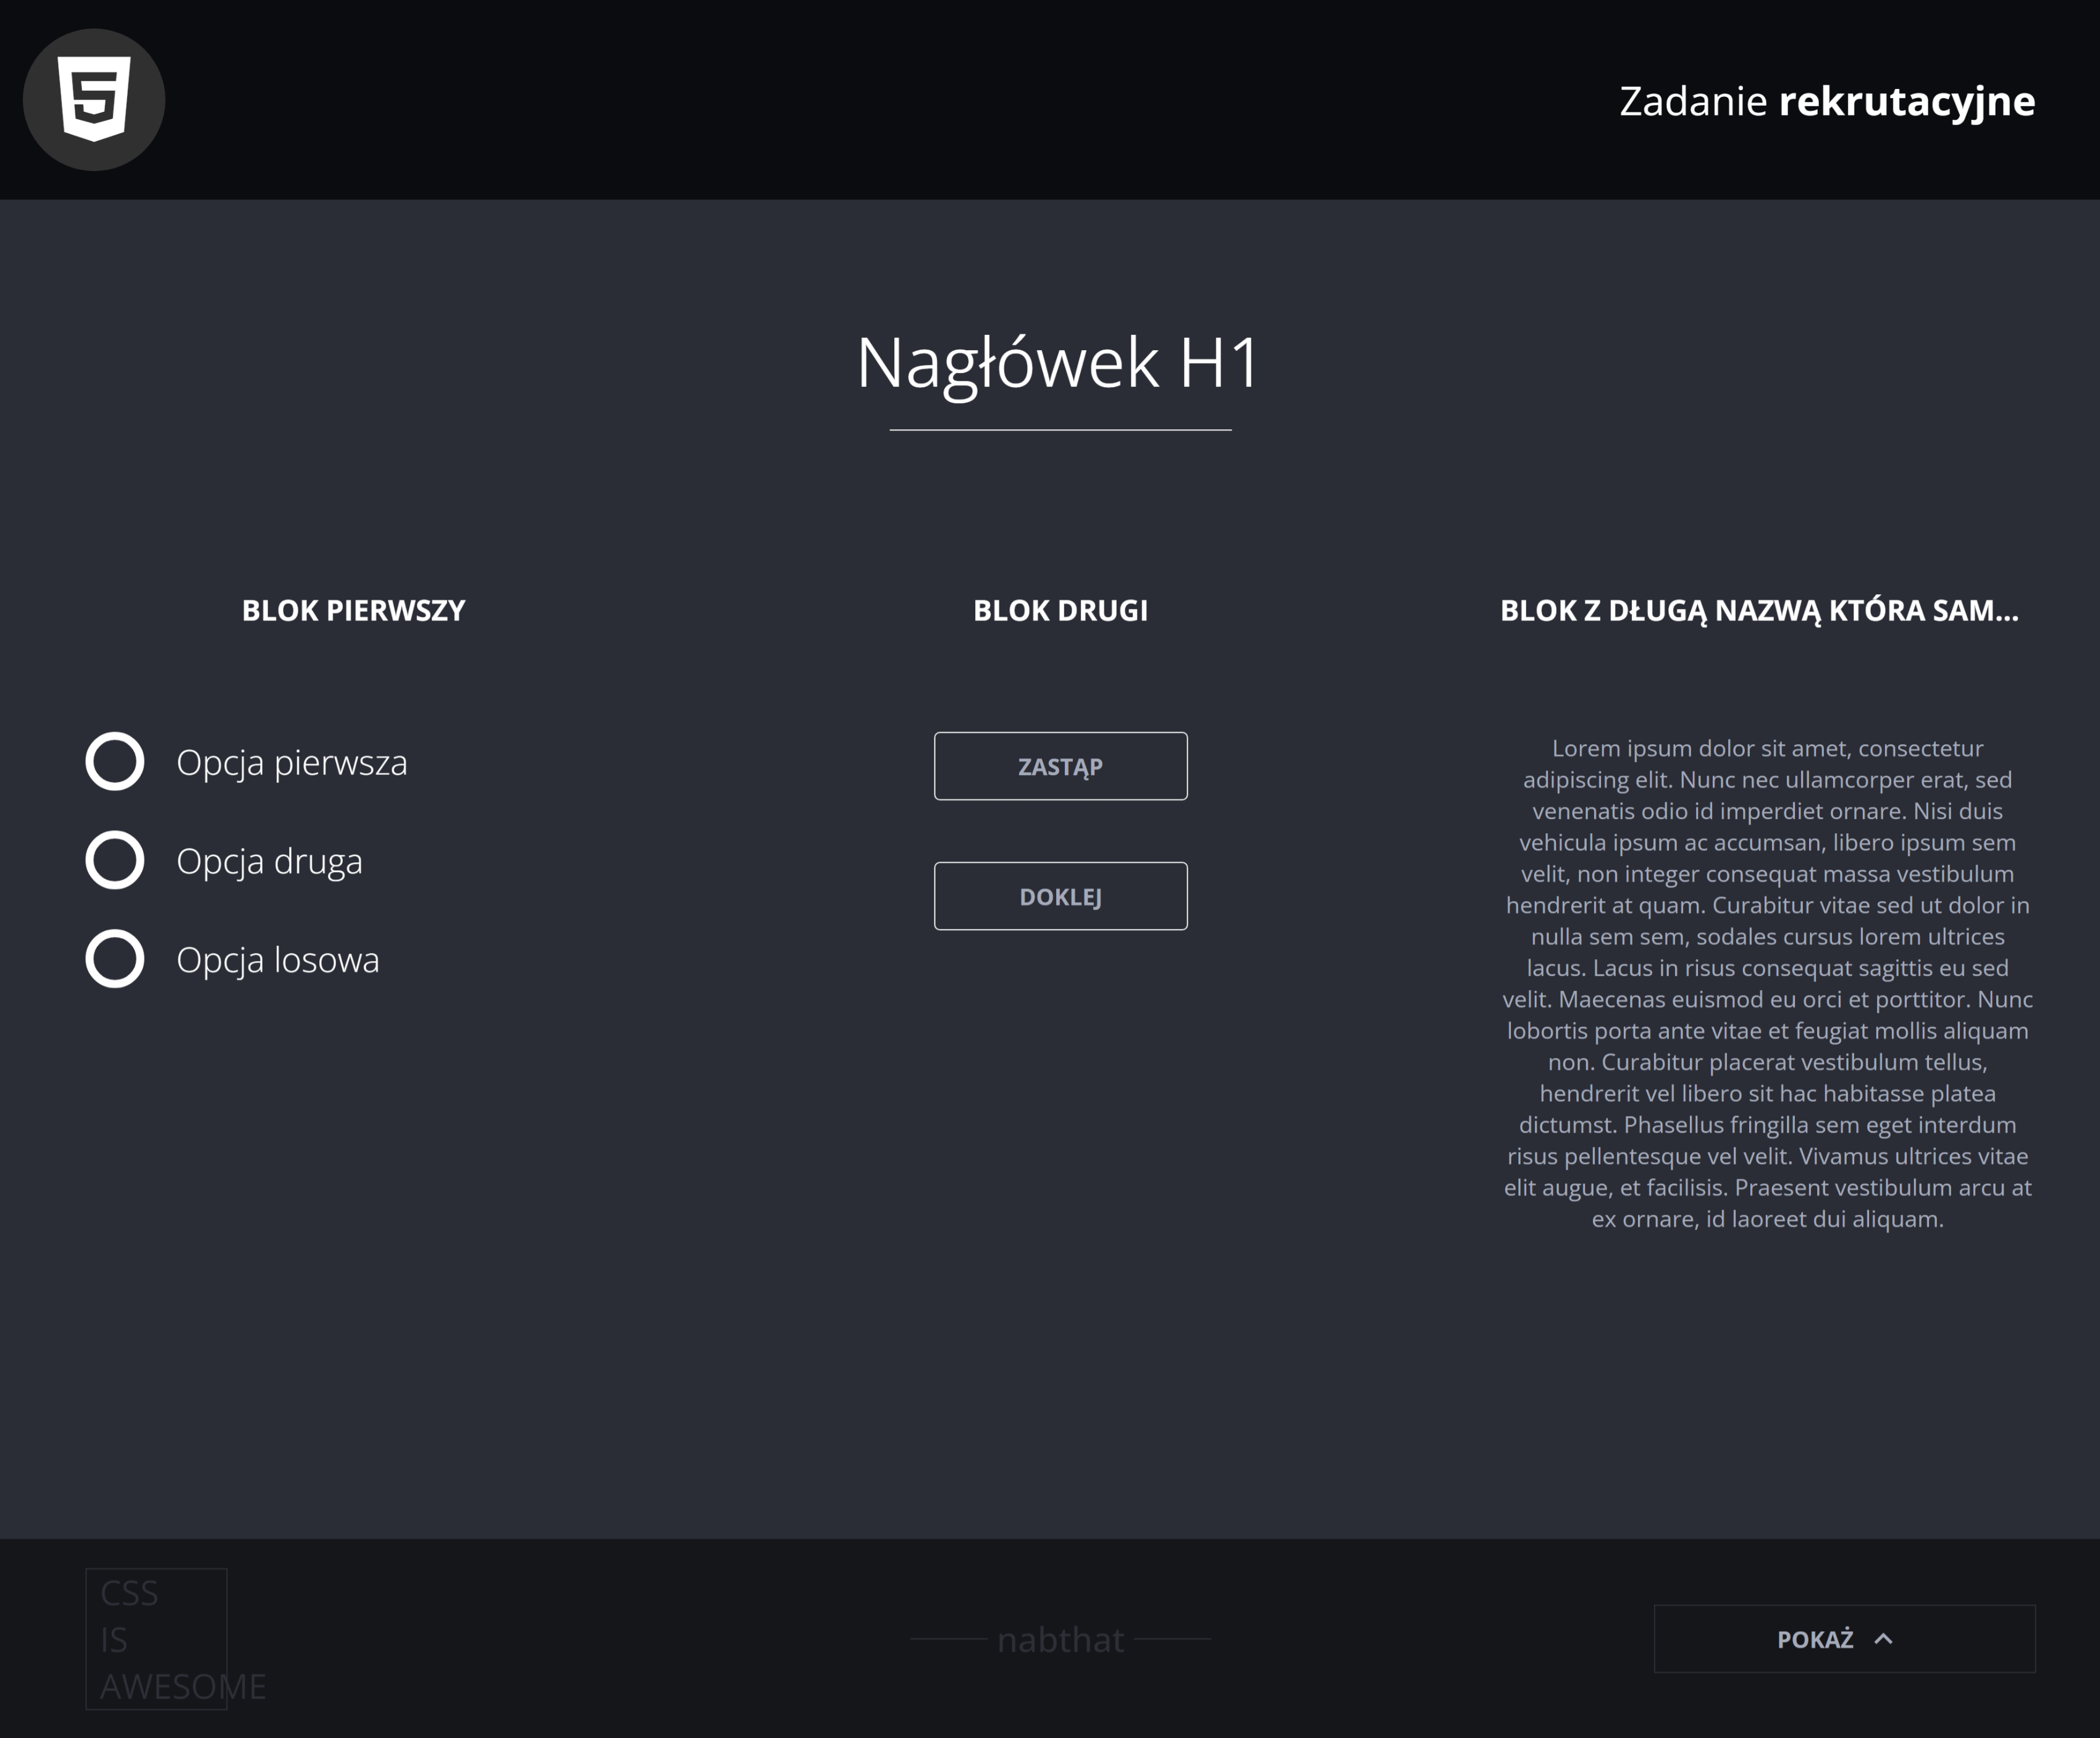 Zadanie rekrutacyjne
Nagłówek H1
BLOK PIERWSZY
Opcja pierwsza
Opcja druga
Opcja losowa
BLOK DRUGI
ZASTĄP
DOKLEJ
BLOK Z DŁUGĄ NAZWĄ KTÓRA SAM...
Lorem ipsum dolor sit amet, consectetur
adipiscing elit. Nunc nec ullamcorper erat, sed
venenatis odio id imperdiet ornare. Nisi duis
vehicula ipsum ac accumsan, libero ipsum sem
velit, non integer consequat massa vestibulum
hendrerit at quam. Curabitur vitae sed ut dolor in
nulla sem sem, sodales cursus lorem ultrices
lacus. Lacus in risus consequat sagittis eu sed
velit. Maecenas euismod eu orci et porttitor. Nunc
lobortis porta ante vitae et feugiat mollis aliquam
non. Curabitur placerat vestibulum tellus,
hendrerit vel libero sit hac habitasse platea
dictumst. Phasellus fringilla sem eget interdum
risus pellentesque vel velit. Vivamus ultrices vitae
elit augue, et facilisis. Praesent vestibulum arcu at
ex ornare, id laoreet dui aliquam.
CSS
IS
AWESOME
nabthat
POKAŻ